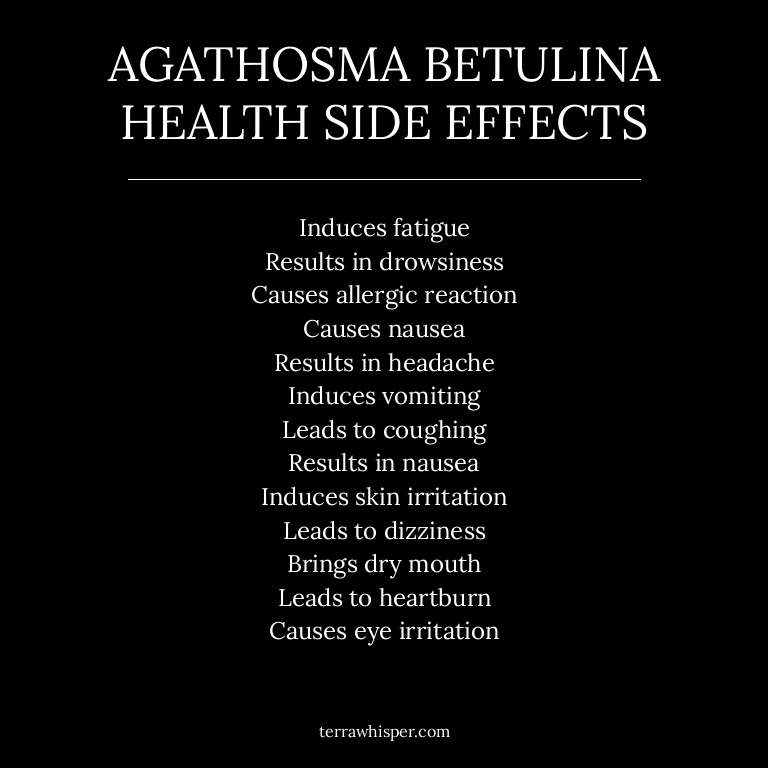 AGATHOSMA BETULINA
HEALTH SIDE EFFECTS
Induces fatigue
Results in drowsiness
Causes allergic reaction
Causes nausea
Results in headache
Induces vomiting
Leads to coughing
Results in nausea
Induces skin irritation
Leads to dizziness
Brings dry mouth
Leads to heartburn
Causes eye irritation
terrawhisper.com